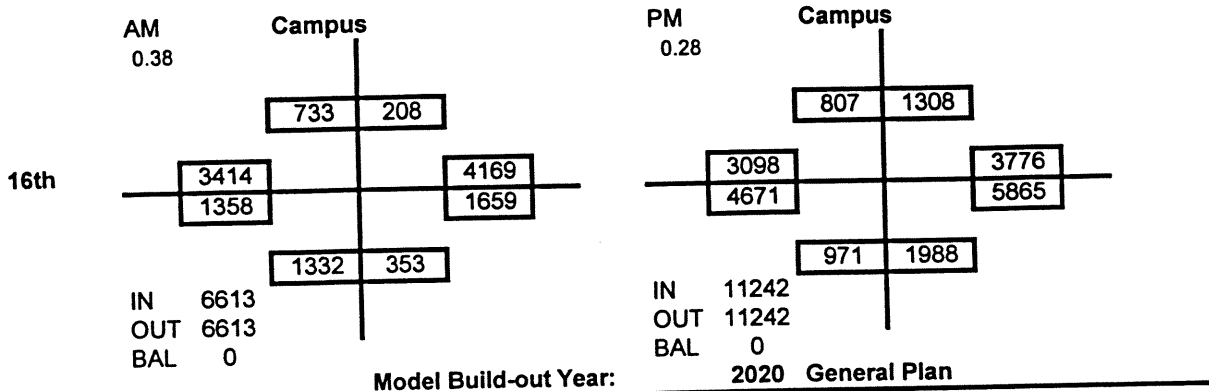 AM Campus
0.38
733 208
16th
3414 4169
1358 1659
1332 353
IN 6613
OUT 6613
BAL 0
PM Campus
0.28
807 1308
3098 3776
4671 5865
971 1988
IN 11242
OUT 11242
BAL 0
Model Build-out Year: 2020 General Plan